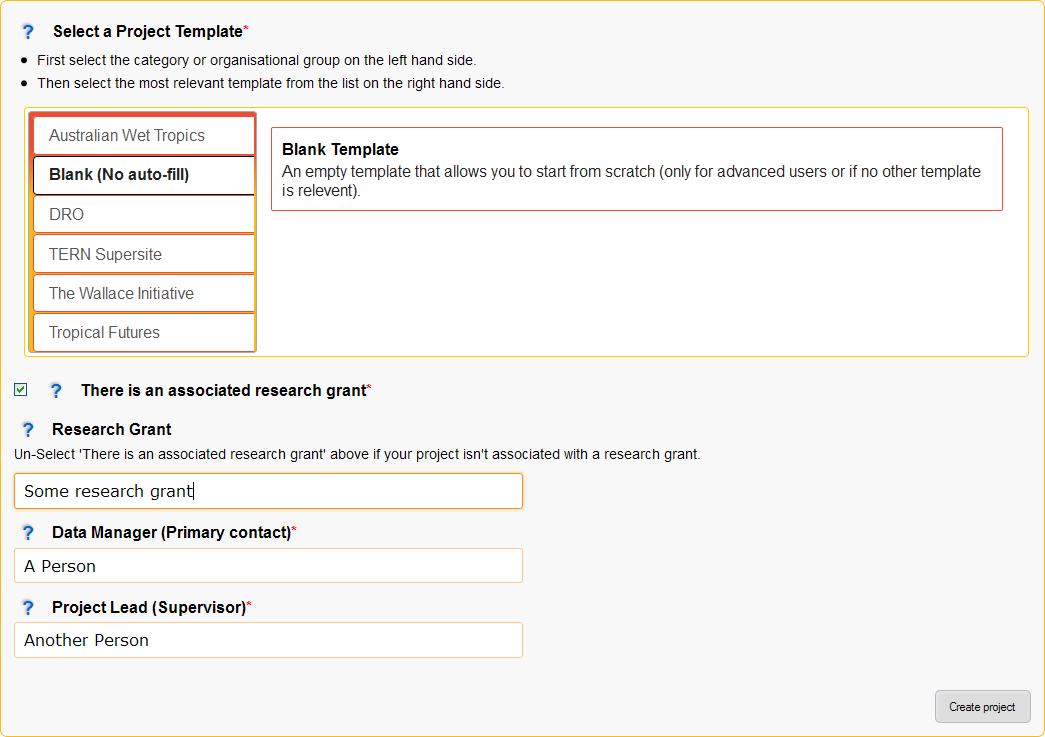 ? Select a Project Template*
• First select the category or organisational group on the left hand side.
• Then select the most relevant template from the list on the right hand side.
Australian Wet Tropics
Blank (No auto-fill)
DRO
TERN Supersite
The Wallace Initiative
Tropical Futures
Blank Template
An empty template that allows you to start from scratch (only for advanced users or if no other template
is relevent).
? There is an associated research grant*
? Research Grant
Un-Select 'There is an associated research grant' above if your project isn't associated with a research grant.
Some research grant
? Data Manager (Primary contact)*
A Person
? Project Lead (Supervisor)*
Another Person
Create project